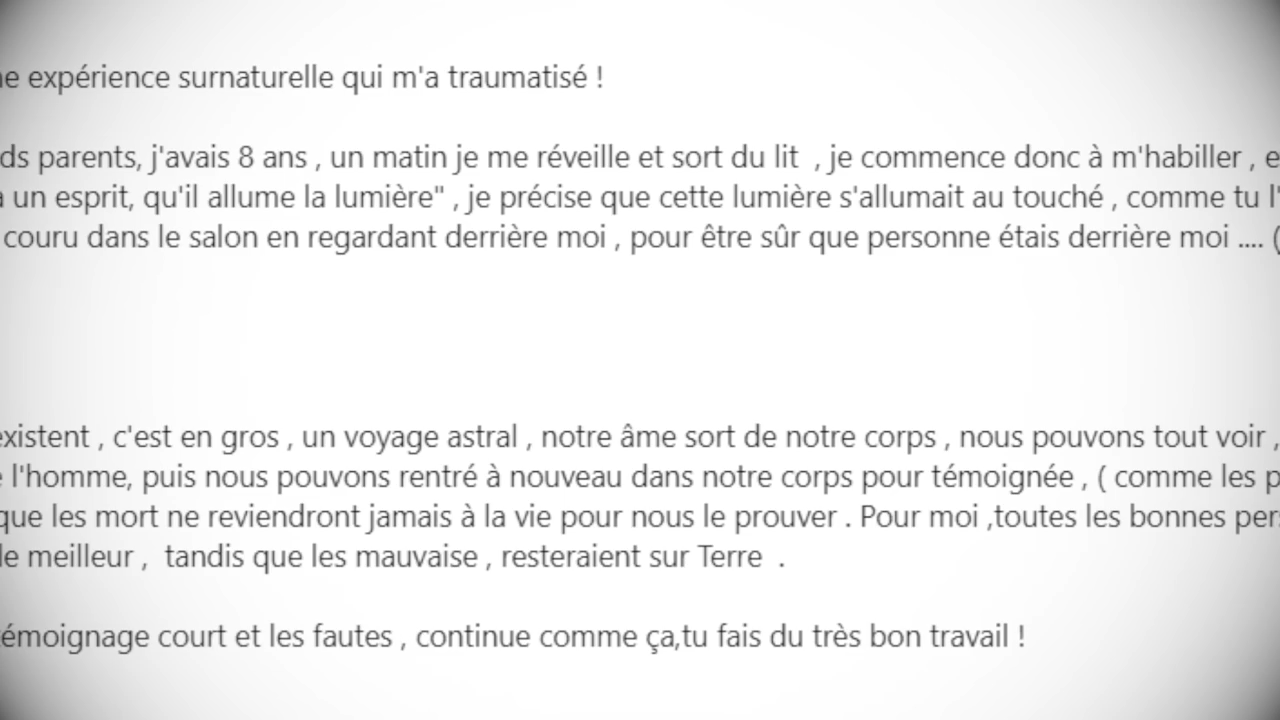 expérience surnaturelle qui m'a traumatisé !
parents, j'avais 8 ans , un matin je me réveille et sort du lit , je commence donc à m'habiller ,
un esprit, qu'il allume la lumière" , je précise que cette lumière s'allumait au touché , comme tu
couru dans le salon en regardant derrière moi , pour être sûr que personne étais derrière moi .... (
existent , c'est en gros , un voyage astral , notre âme sort de notre corps , nous pouvons tout voir ,
l'homme, puis nous pouvons rentré à nouveau dans notre corps pour témoignée , ( comme les
que les mort ne reviendront jamais à la vie pour nous le prouver . Pour moi ,toutes les bonnes
meilleur , tandis que les mauvaise , resteraient sur Terre .
témoignage court et les fautes , continue comme ça,tu fais du très bon travail !